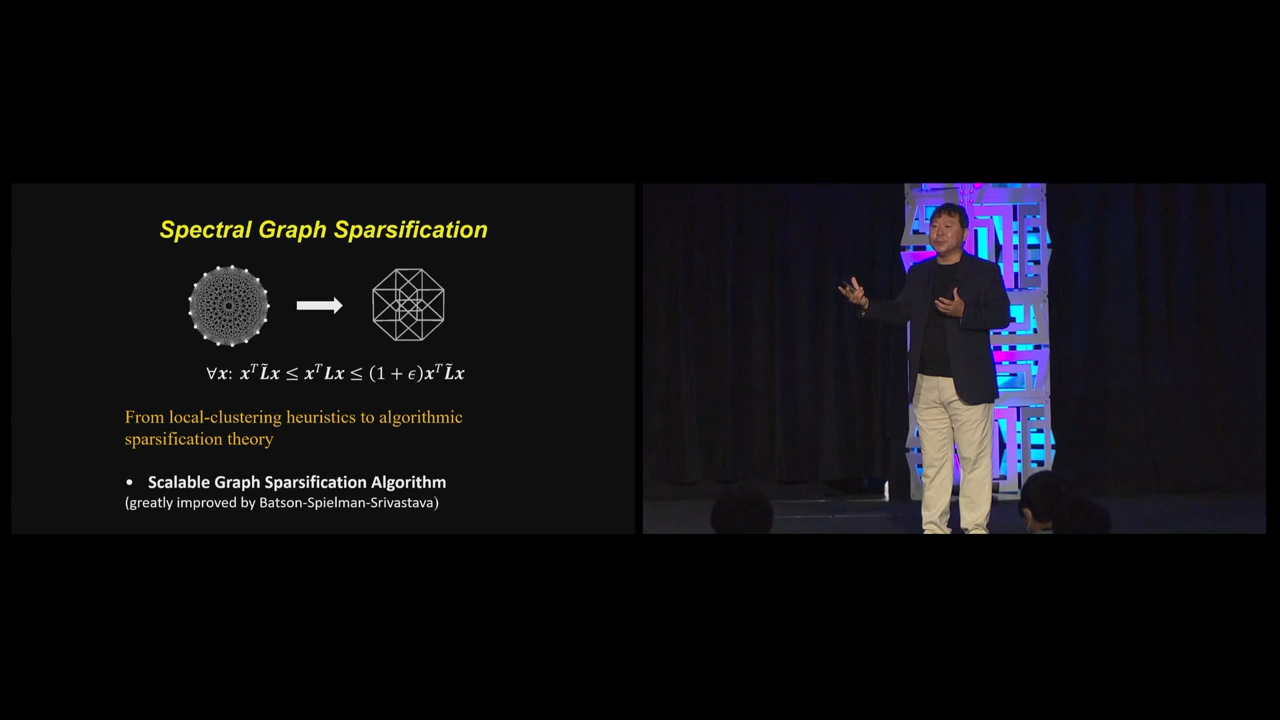 Spectral Graph Sparsification
∀x: xᵀL̃x ≤ xᵀLx ≤ (1 + ϵ)xᵀL̃x
From local-clustering heuristics to algorithmic
sparsification theory
• Scalable Graph Sparsification Algorithm
(greatly improved by Batson-Spielman-Srivastava)